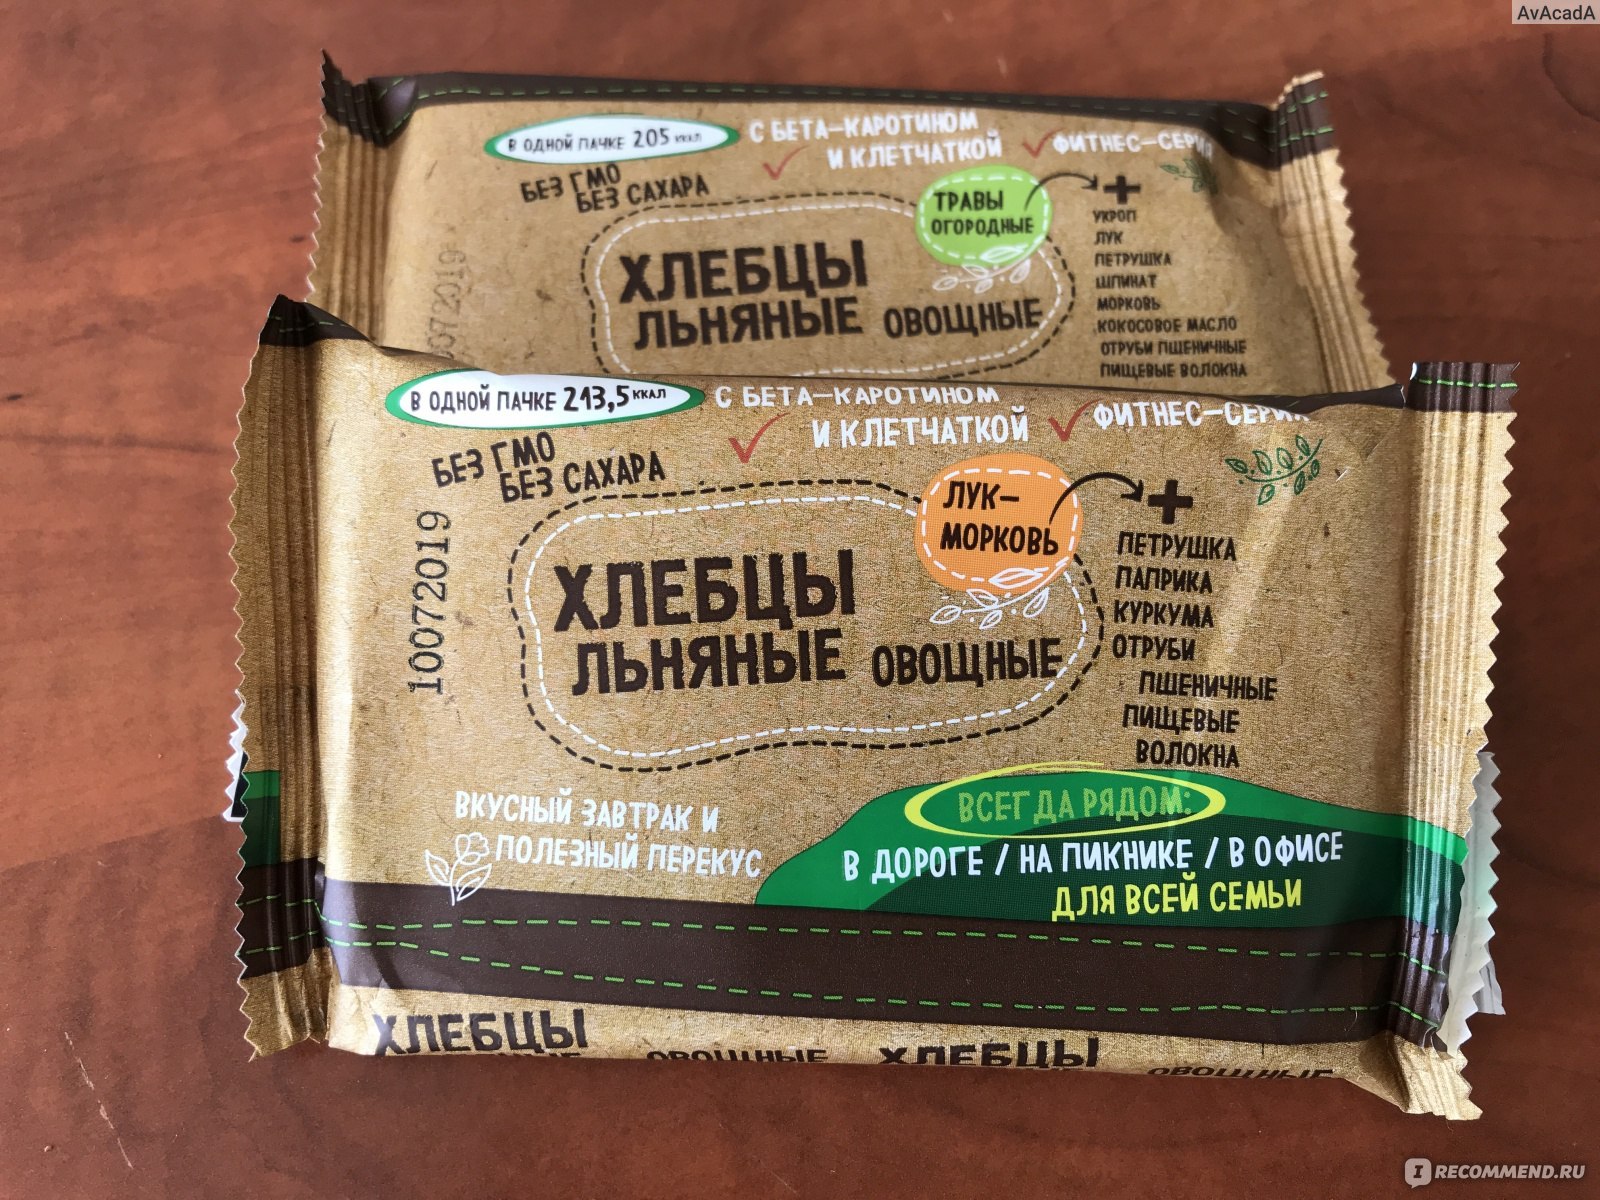 AvAcadA
В ОДНОЙ ПАЧКЕ 205 ККАЛ
С БЕТА-КАРОТИНОМ
И КЛЕТЧАТКОЙ
ФИТНЕС-СЕРИЯ
БЕЗ ГМО
БЕЗ САХАРА
ТРАВЫ
ОГОРОДНЫЕ
+
УКРОП
ЛУК
ПЕТРУШКА
ШПИНАТ
МОРКОВЬ
КОКОСОВОЕ МАСЛО
ОТРУБИ ПШЕНИЧНЫЕ
ПИЩЕВЫЕ ВОЛОКНА
ХЛЕБЦЫ
ЛЬНЯНЫЕ ОВОЩНЫЕ
В ОДНОЙ ПАЧКЕ 213,5 ККАЛ
С БЕТА-КАРОТИНОМ
И КЛЕТЧАТКОЙ
ФИТНЕС-СЕРИЯ
БЕЗ ГМО
БЕЗ САХАРА
10072019
ЛУК-
МОРКОВЬ
+
ПЕТРУШКА
ПАПРИКА
КУРКУМА
ОТРУБИ
ПШЕНИЧНЫЕ
ПИЩЕВЫЕ
ВОЛОКНА
ХЛЕБЦЫ
ЛЬНЯНЫЕ ОВОЩНЫЕ
ВКУСНЫЙ ЗАВТРАК И
ПОЛЕЗНЫЙ ПЕРЕКУС
ВСЕГДА РЯДОМ:
В ДОРОГЕ / НА ПИКНИКЕ / В ОФИСЕ
ДЛЯ ВСЕЙ СЕМЬИ
ХЛЕБЦЫ ОВОЩНЫЕ ХЛЕБЦЫ ОВОЩНЫЕ
IRECOMMEND.RU